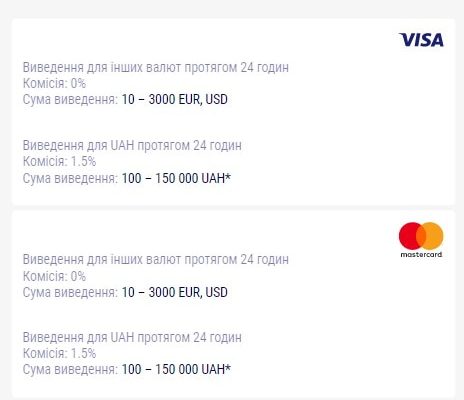 VISA
Виведення для інших валют протягом 24 годин
Комісія: 0%
Сума виведення: 10 – 3000 EUR, USD
Виведення для UAH протягом 24 годин
Комісія: 1.5%
Сума виведення: 100 – 150 000 UAH*
mastercard
Виведення для інших валют протягом 24 годин
Комісія: 0%
Сума виведення: 10 – 3000 EUR, USD
Виведення для UAH протягом 24 годин
Комісія: 1.5%
Сума виведення: 100 – 150 000 UAH*